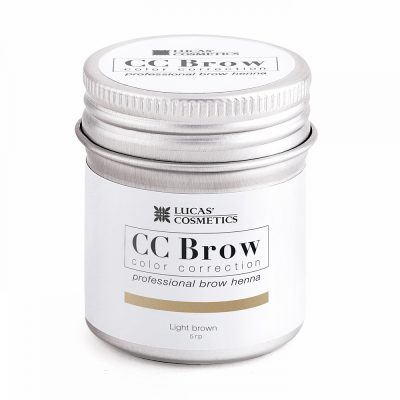 LUCAS'
COSMETICS
CC Brow
color correction
professional brow henna
LUCAS'
COSMETICS
CC Brow
color correction
professional brow henna
Light brown
5 гр